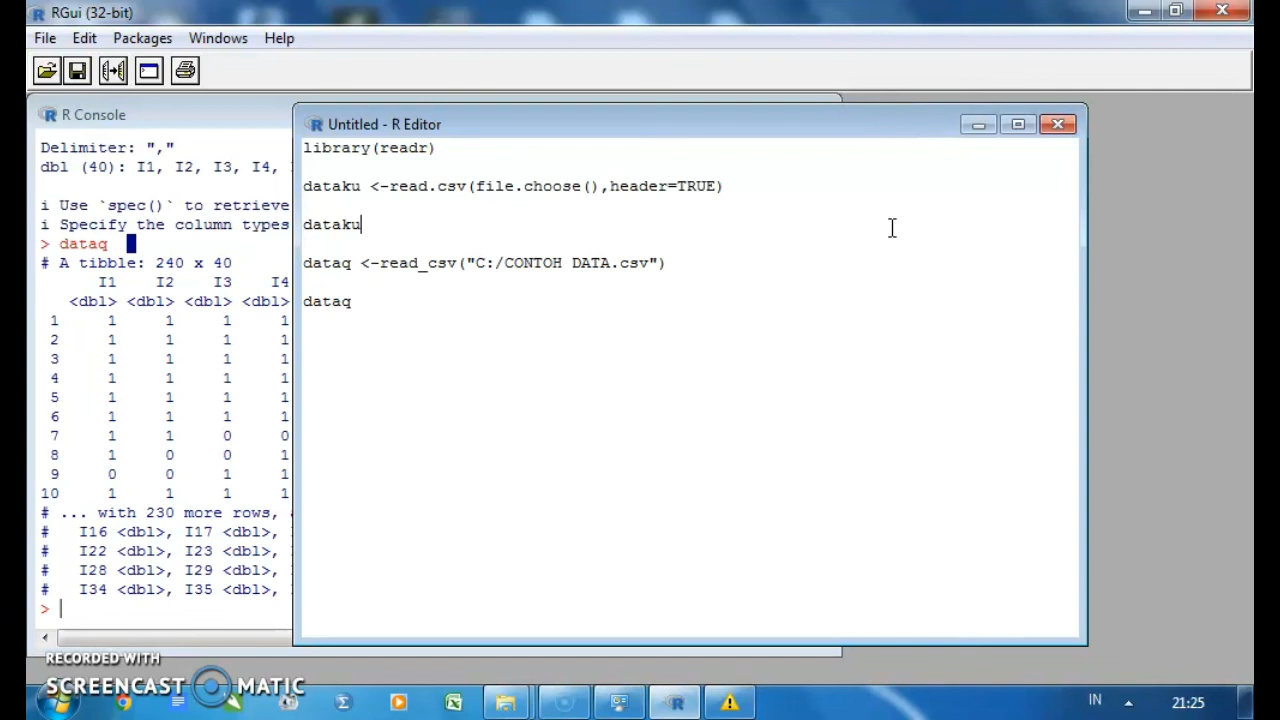 RGui (32-bit)
File Edit Packages Windows Help
R Console
Delimiter: ","
dbl (40): I1, I2, I3, I4,
i Use `spec()` to retrieve
i Specify the column types
> dataq
# A tibble: 240 x 40
I1 I2 I3 I4
<dbl> <dbl> <dbl> <dbl>
1 1 1 1 1
2 1 1 1 1
3 1 1 1 1
4 1 1 1 1
5 1 1 1 1
6 1 1 1 1
7 1 1 0 0
8 1 0 0 1
9 0 0 1 1
10 1 1 1 1
# ... with 230 more rows,
# I16 <dbl>, I17 <dbl>,
# I22 <dbl>, I23 <dbl>,
# I28 <dbl>, I29 <dbl>,
# I34 <dbl>, I35 <dbl>,
>
Untitled - R Editor
library(readr)
dataku <-read.csv(file.choose(),header=TRUE)
dataku
dataq <-read_csv("C:/CONTOH DATA.csv")
dataq
RECORDED WITH
SCREENCAST MATIC
IN 21:25